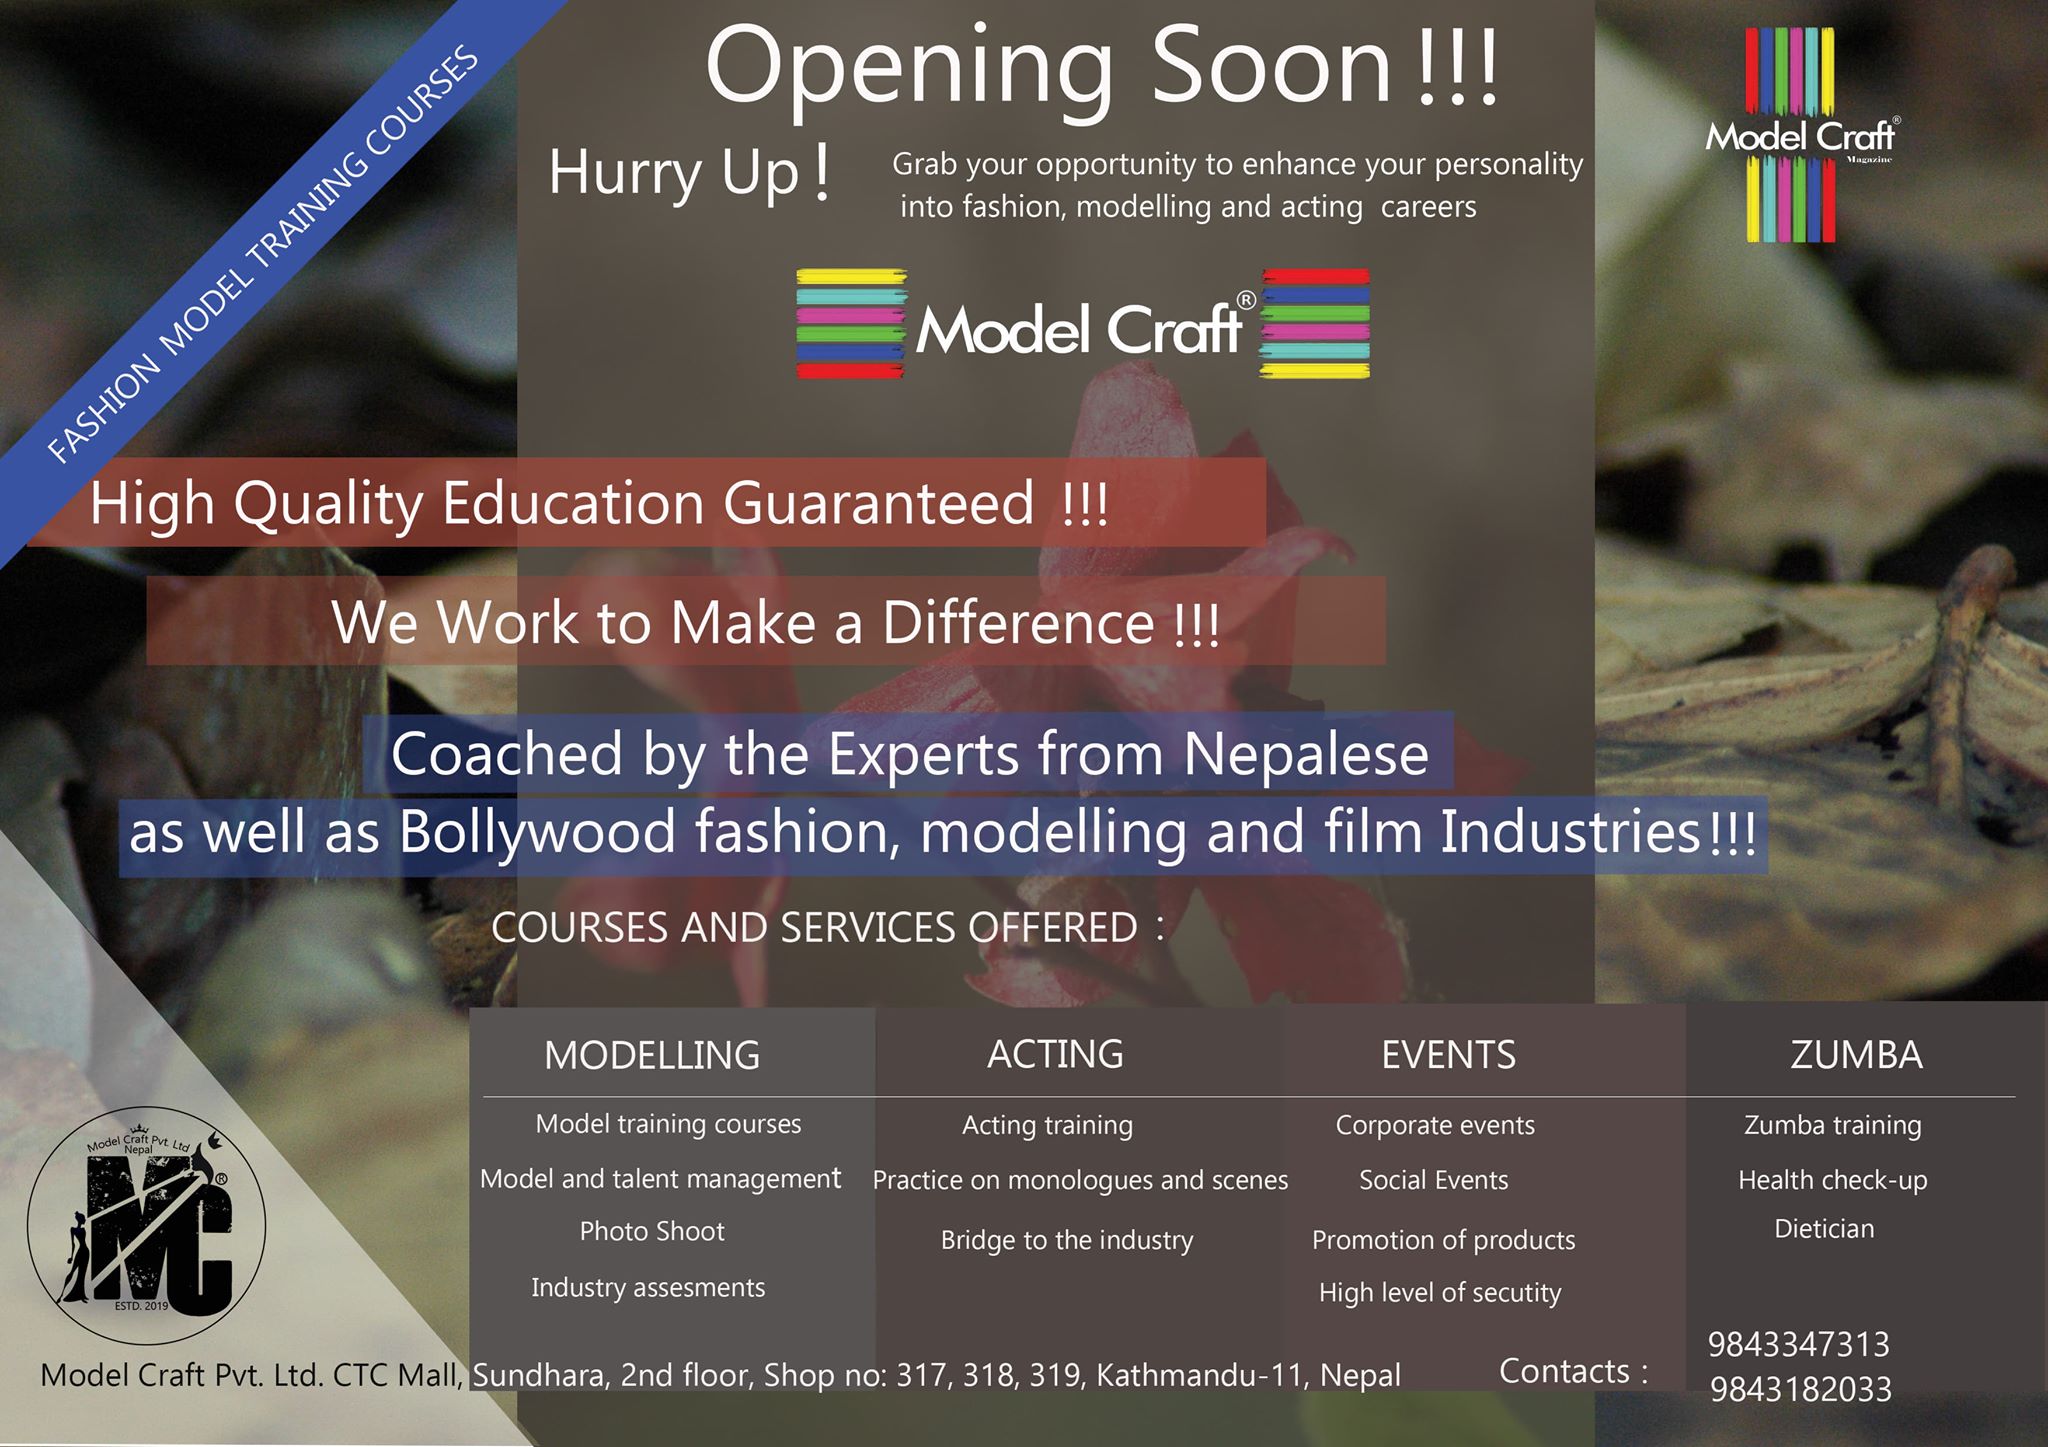 FASHION MODEL TRAINING COURSES
Opening Soon !!!
Hurry Up !
Grab your opportunity to enhance your personality
into fashion, modelling and acting careers
Model Craft®
Magazine
Model Craft®
High Quality Education Guaranteed !!!
We Work to Make a Difference !!!
Coached by the Experts from Nepalese
as well as Bollywood fashion, modelling and film Industries!!!
COURSES AND SERVICES OFFERED :
MODELLING
Model training courses
Model and talent management
Photo Shoot
Industry assesments
ACTING
Acting training
Practice on monologues and scenes
Bridge to the industry
EVENTS
Corporate events
Social Events
Promotion of products
High level of secutity
ZUMBA
Zumba training
Health check-up
Dietician
Model Craft Pvt. Ltd
Nepal
MC®
ESTD. 2019
Model Craft Pvt. Ltd. CTC Mall, Sundhara, 2nd floor, Shop no: 317, 318, 319, Kathmandu-11, Nepal
Contacts :
9843347313
9843182033